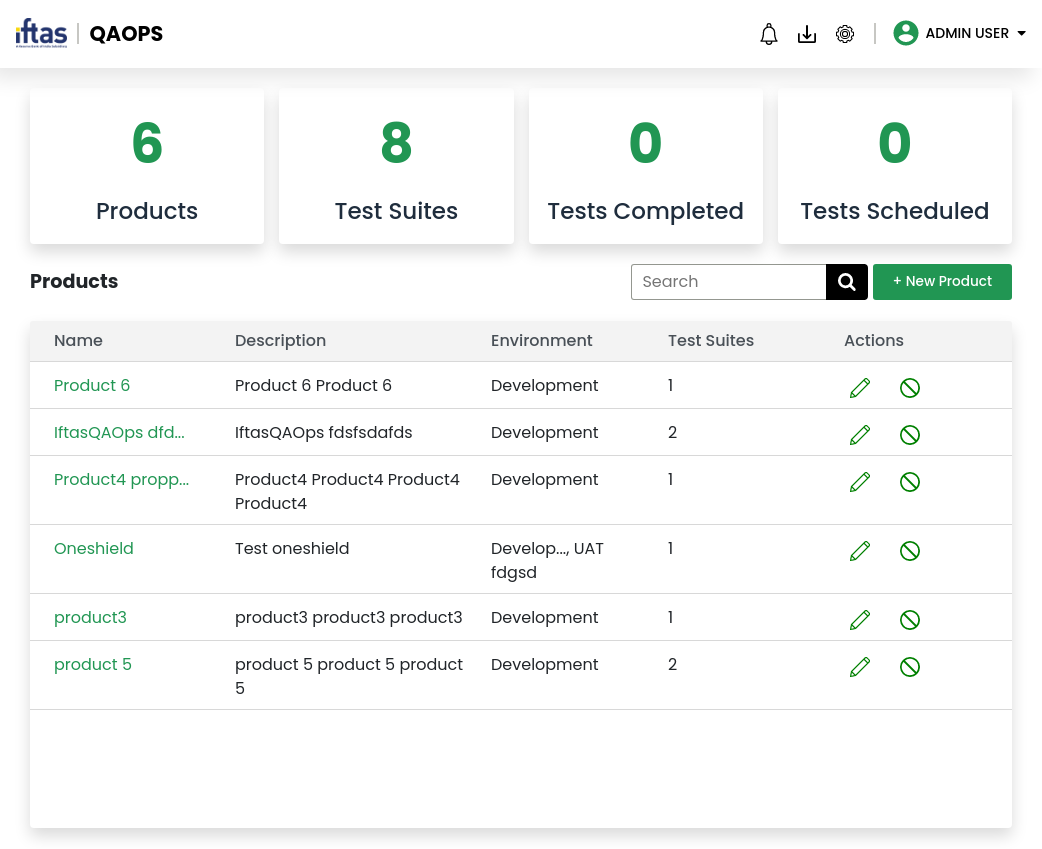 iftas
QAOPS
ADMIN USER
6
8
0
0
Products
Test Suites
Tests Completed
Tests Scheduled
Products
Search
+ New Product
Name Description Environment Test Suites Actions
Product 6 Product 6 Product 6 Development 1
IftasQAOps dfd... IftasQAOps fdsfsdafds Development 2
Product4 propp... Product4 Product4 Product4 Development 1
Product4
Oneshield Test oneshield Develop..., UAT 1
fdgsd
product3 product3 product3 product3 Development 1
product 5 product 5 product 5 product Development 2
5